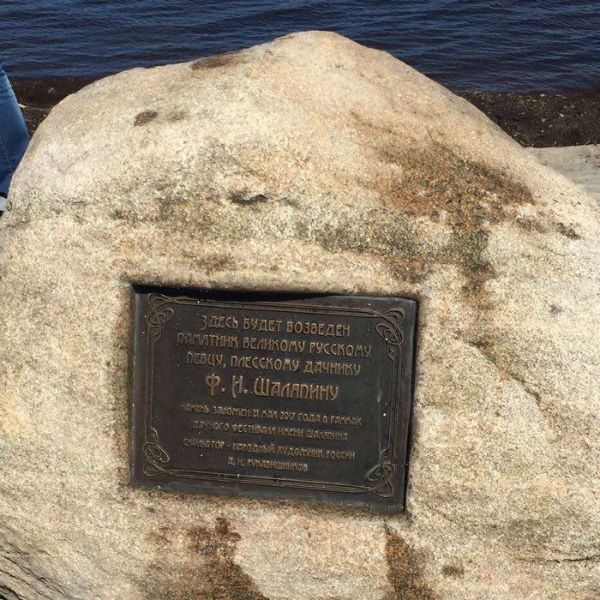 Здесь будет возведен
памятник великому русскому
певцу, плесскому дачнику
Ф. И. Шаляпину
Камень заложен 21 мая 2017 года в рамках
дачного фестиваля имени Шаляпина
Скульптор - народный художник России
И. Рукавишников